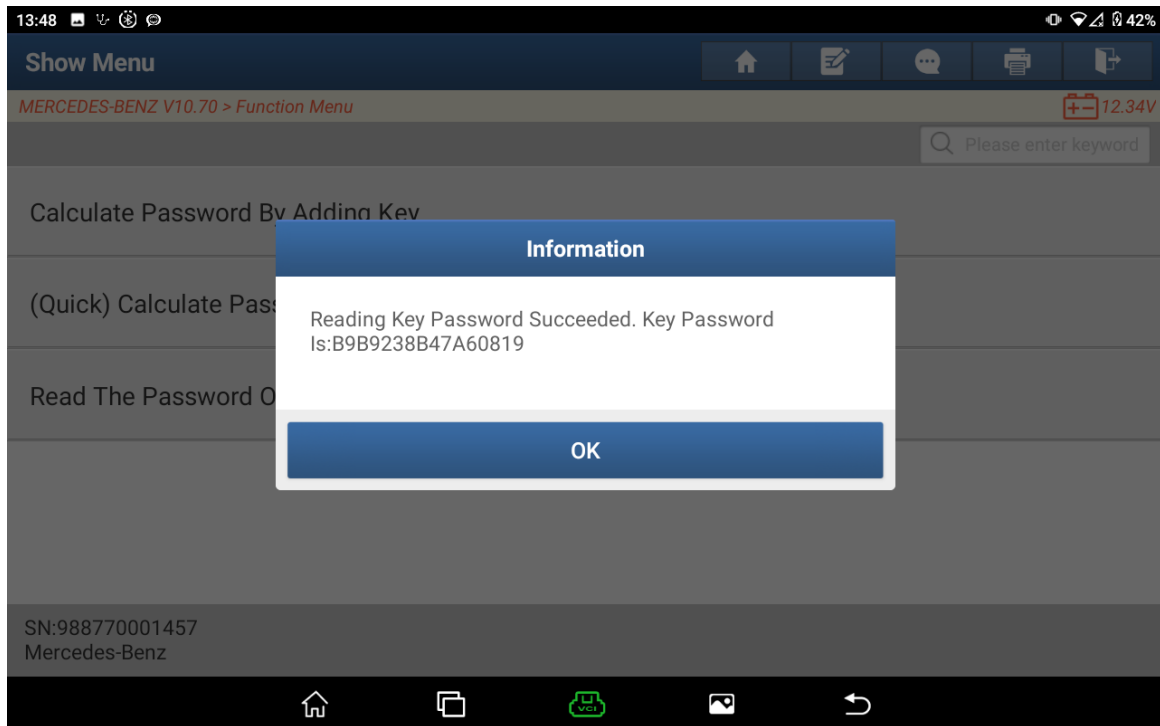 13:48 42%
Show Menu
MERCEDES-BENZ V10.70 > Function Menu 12.34V
Please enter keyword
Calculate Password By Adding Key
Information
(Quick) Calculate Pass
Reading Key Password Succeeded. Key Password
Is:B9B9238B47A60819
Read The Password O
OK
SN:988770001457
Mercedes-Benz
VCI